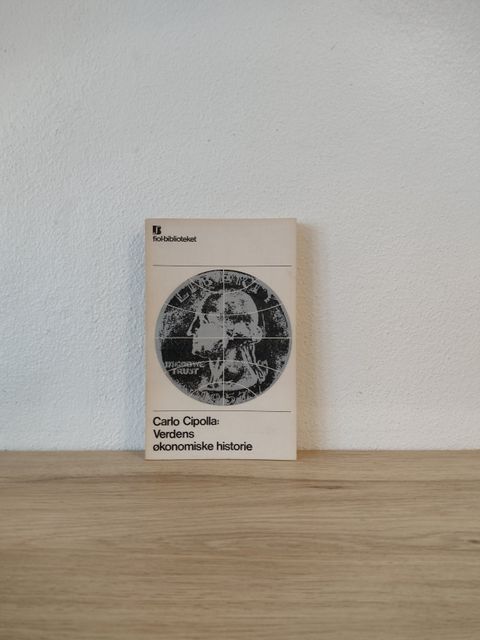 fiol-biblioteket
LIBERTY
IN GOD WE
TRUST
Carlo Cipolla:
Verdens
økonomiske historie